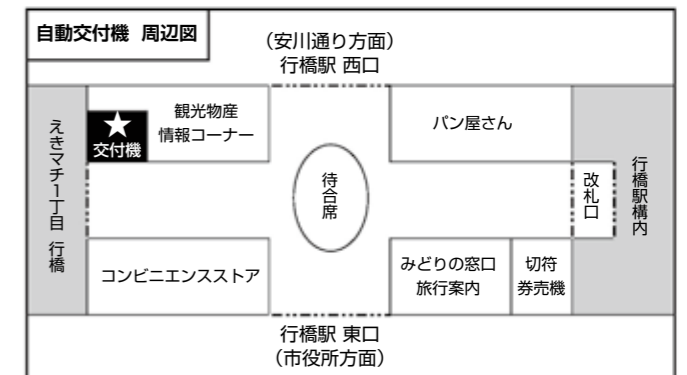 自動交付機 周辺図
（安川通り方面）
行橋駅 西口
えきマチ1丁目 行橋
★
交付機
観光物産
情報コーナー
パン屋さん
待合席
改札口
行橋駅構内
コンビニエンスストア
みどりの窓口
旅行案内
切符
券売機
行橋駅 東口
（市役所方面）